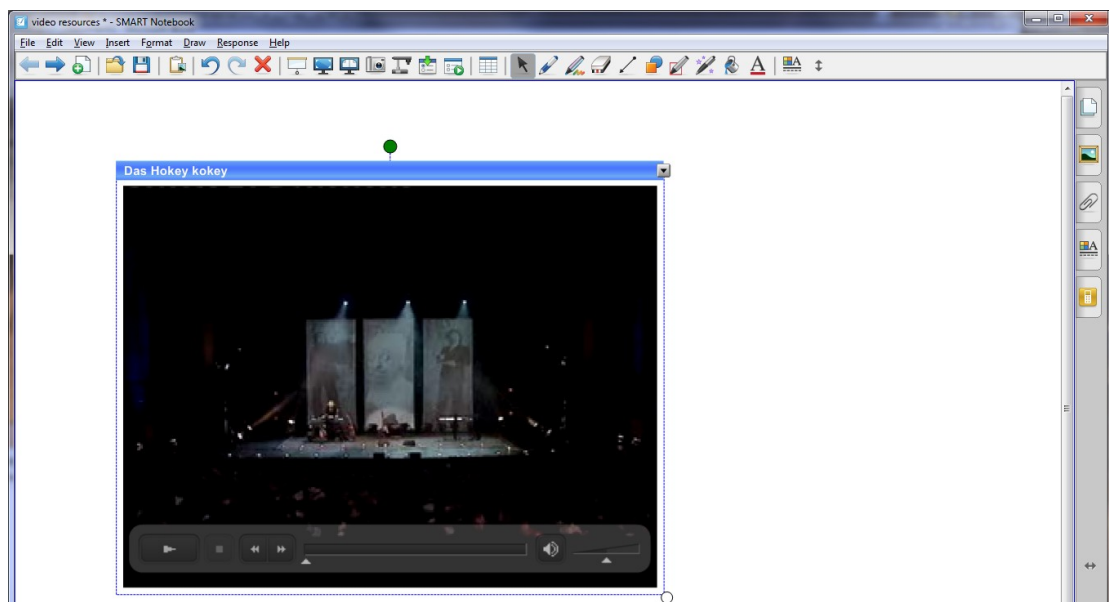 video resources * - SMART Notebook
File Edit View Insert Format Draw Response Help
Das Hokey kokey